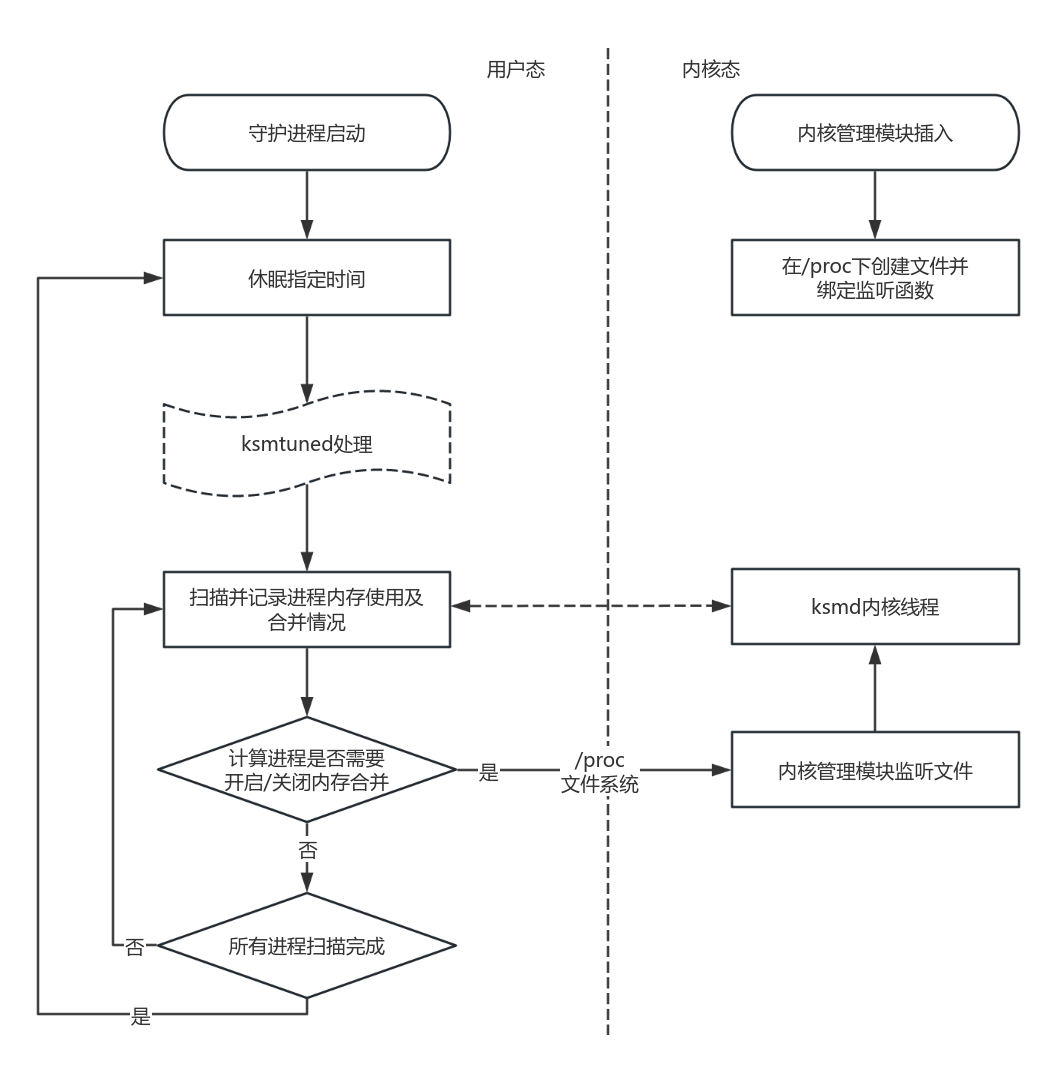 用户态
内核态
守护进程启动
内核管理模块插入
休眠指定时间
在/proc下创建文件并
绑定监听函数
ksmtuned处理
扫描并记录进程内存使用及
合并情况
ksmd内核线程
计算进程是否需要
开启/关闭内存合并
是
/proc
文件系统
内核管理模块监听文件
否
所有进程扫描完成
否
是